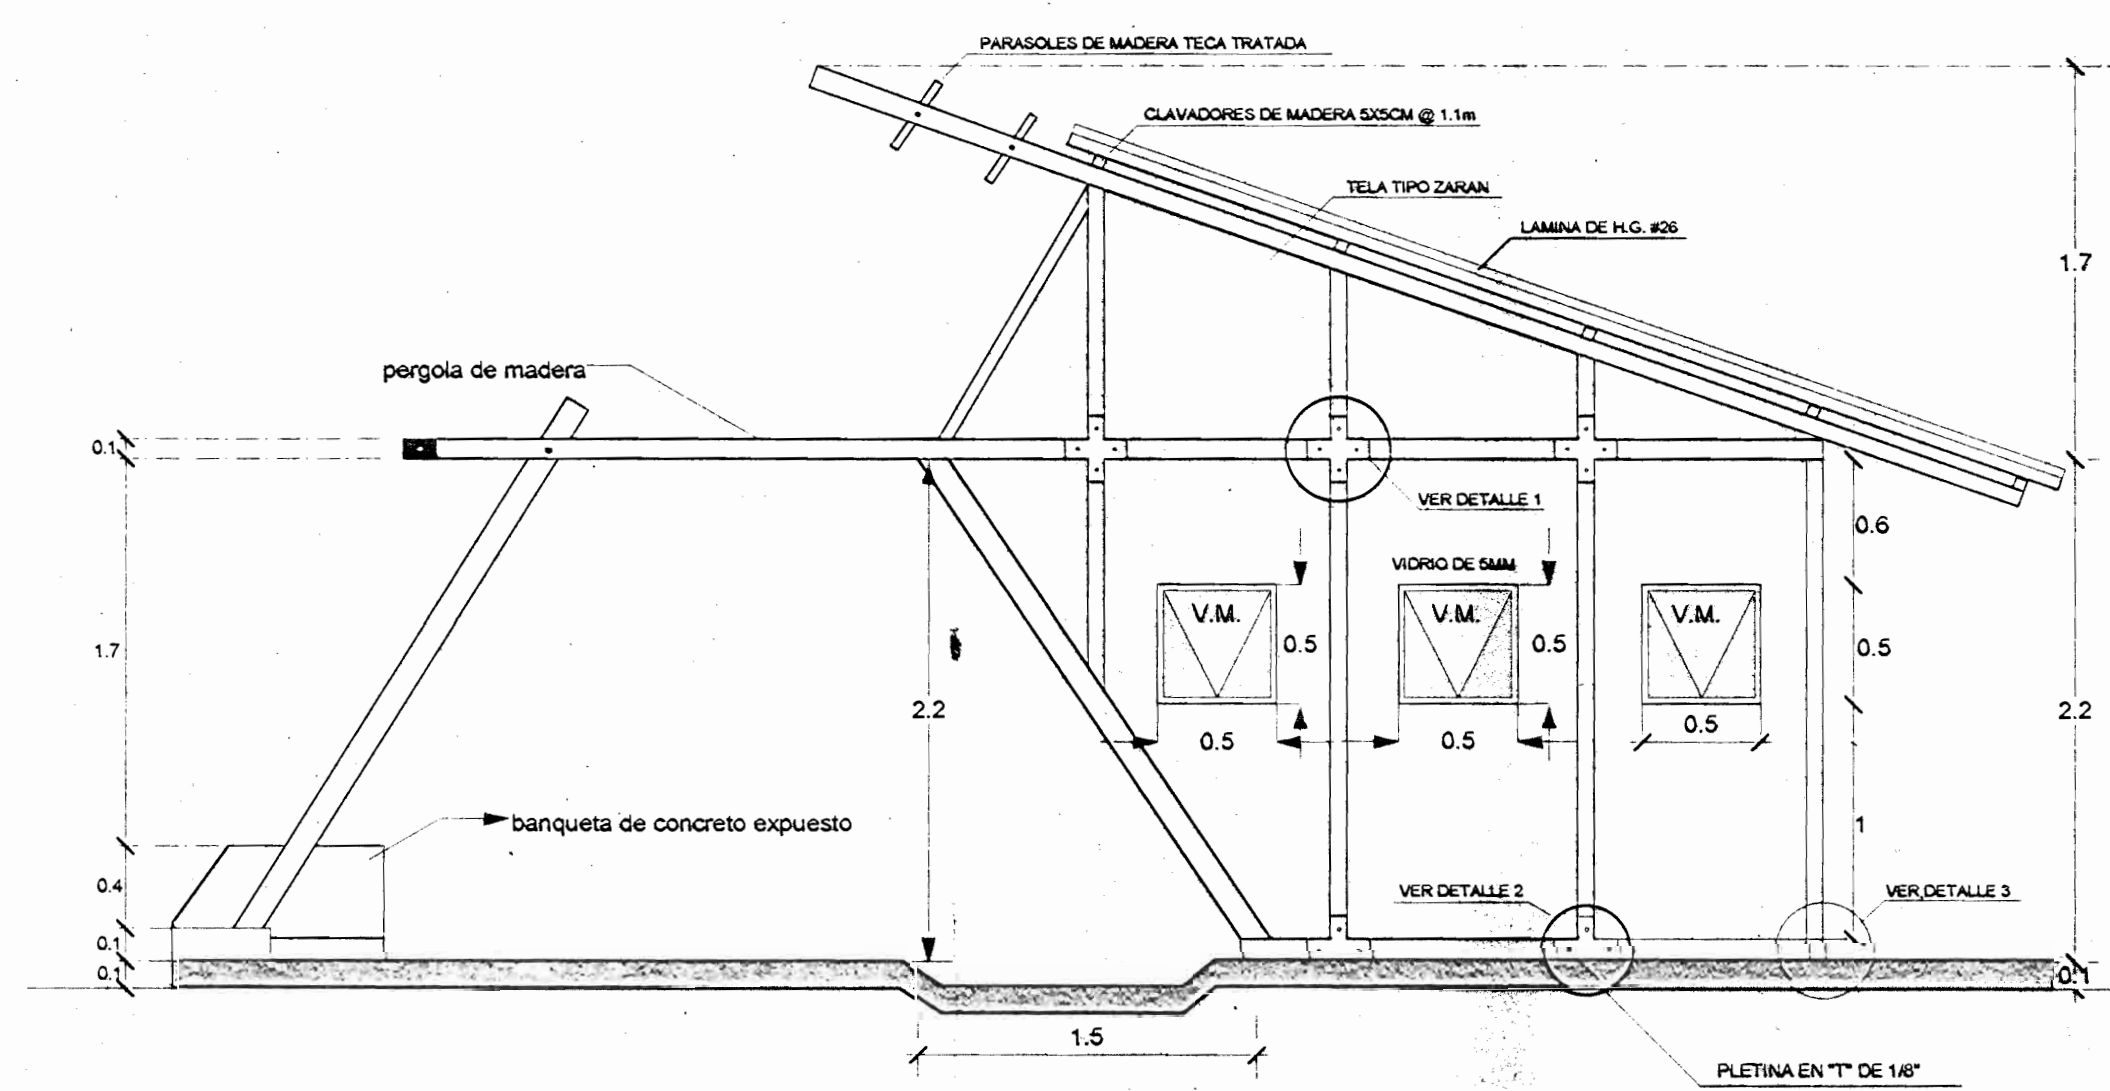 PARASOLES DE MADERA TECA TRATADA
CLAVADORES DE MADERA 5X5CM @ 1.1m
TELA TIPO ZARAN
LAMINA DE H.G. #26
1.7
pergola de madera
0.1
VER DETALLE 1
0.6
VIDRIO DE 5MM
V.M.
V.M.
V.M.
0.5
0.5
0.5
1.7
2.2
2.2
0.5
0.5
0.5
banqueta de concreto expuesto
1
0.4
VER DETALLE 2
VER DETALLE 3
0.1
0.1
0.1
1.5
PLETINA EN "T" DE 1/8"